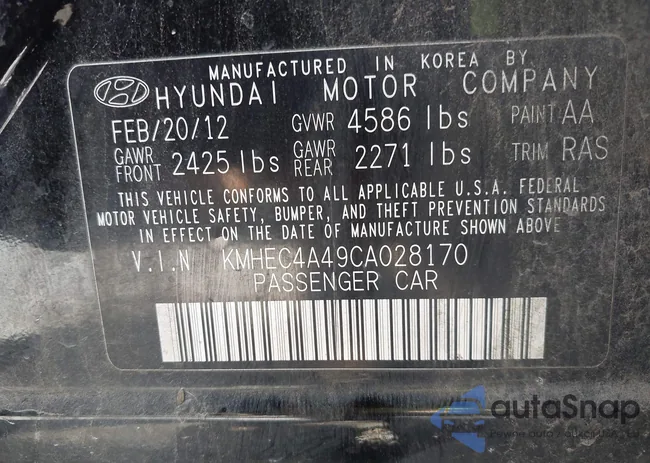 MANUFACTURED IN KOREA BY
HYUNDAI MOTOR COMPANY
FEB/20/12 GVWR 4586 lbs PAINT AA
GAWR FRONT 2425 lbs GAWR REAR 2271 lbs TRIM RAS
THIS VEHICLE CONFORMS TO ALL APPLICABLE U.S.A. FEDERAL
MOTOR VEHICLE SAFETY, BUMPER, AND THEFT PREVENTION STANDARDS
IN EFFECT ON THE DATE OF MANUFACTURE SHOWN ABOVE
V.I.N KMHEC4A49CA028170
PASSENGER CAR
autaSnap